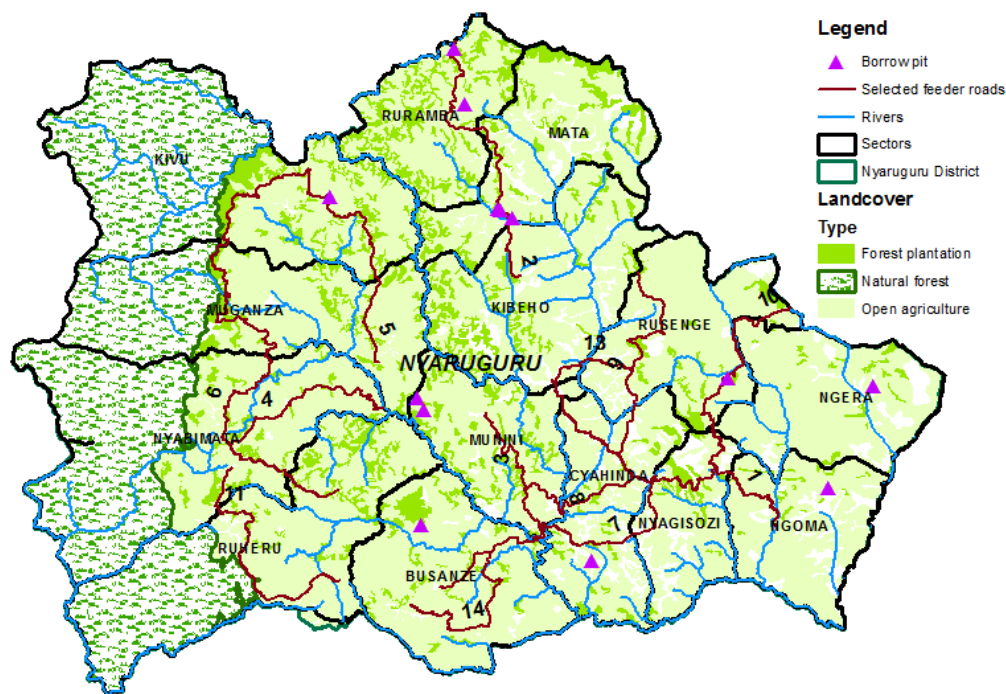 Legend
Borrow pit
Selected feeder roads
Rivers
Sectors
Nyaruguru District
Landcover
Type
Forest plantation
Natural forest
Open agriculture
RURAMBA
MATA
KIVU
2
10
MUGANZA
5
KIBEHO
RUSENGE
13
9
NYARUGURU
6
4
NGERA
NYABIMATA
MUNINI
3
CYAHINDA
1
11
8
7
NYAGISOZI
NGOMA
RUHERU
BUSANZE
14